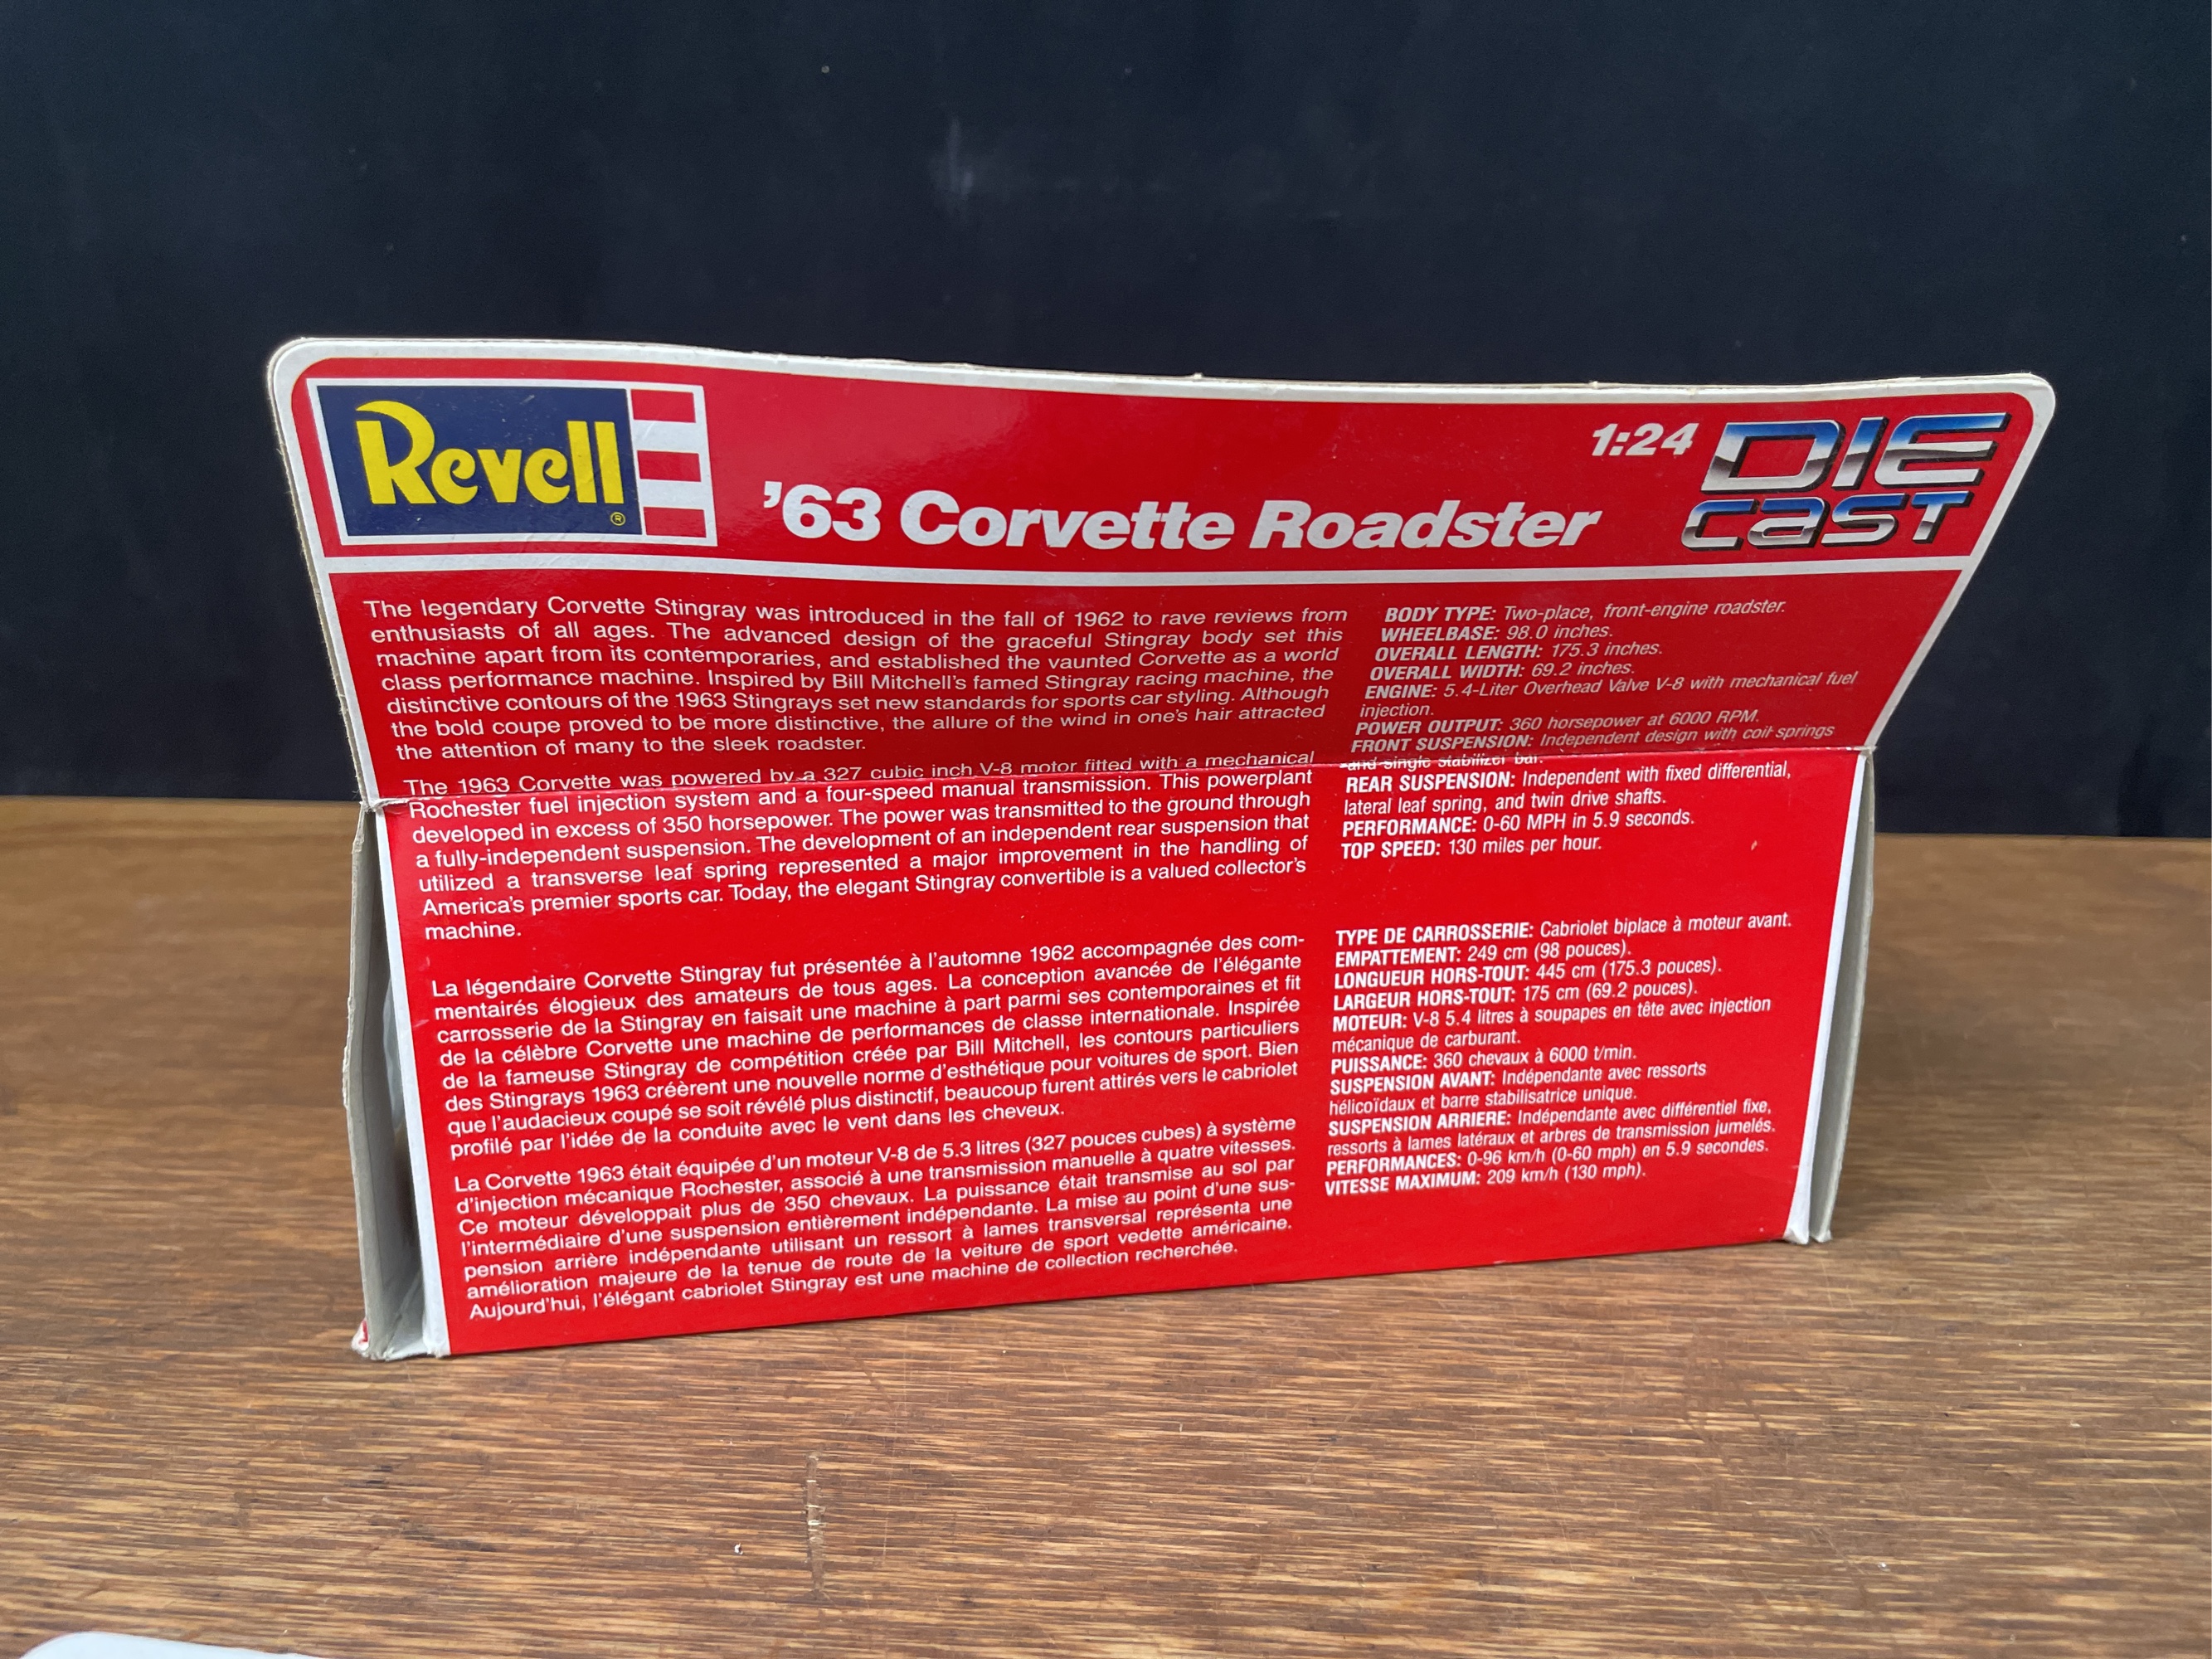 Revell®
'63 Corvette Roadster
1:24
DIE
CAST
The legendary Corvette Stingray was introduced in the fall of 1962 to rave reviews from
enthusiasts of all ages. The advanced design of the graceful Stingray body set this
machine apart from its contemporaries, and established the vaunted Corvette as a world
class performance machine. Inspired by Bill Mitchell's famed Stingray racing machine, the
distinctive contours of the 1963 Stingrays set new standards for sports car styling. Although
the bold coupe proved to be more distinctive, the allure of the wind in one's hair attracted
the attention of many to the sleek roadster.
The 1963 Corvette was powered by a 327 cubic inch V-8 motor fitted with a mechanical
Rochester fuel injection system and a four-speed manual transmission. This powerplant
developed in excess of 350 horsepower. The power was transmitted to the ground through
a fully-independent suspension. The development of an independent rear suspension that
utilized a transverse leaf spring represented a major improvement in the handling of
America's premier sports car. Today, the elegant Stingray convertible is a valued collector's
machine.
BODY TYPE: Two-place, front-engine roadster.
WHEELBASE: 98.0 inches.
OVERALL LENGTH: 175.3 inches.
OVERALL WIDTH: 69.2 inches.
ENGINE: 5.4-Liter Overhead Valve V-8 with mechanical fuel
injection.
POWER OUTPUT: 360 horsepower at 6000 RPM.
FRONT SUSPENSION: Independent design with coil springs
and single stabilizer bar.
REAR SUSPENSION: Independent with fixed differential,
lateral leaf spring, and twin drive shafts.
PERFORMANCE: 0-60 MPH in 5.9 seconds.
TOP SPEED: 130 miles per hour.
La légendaire Corvette Stingray fut présentée à l'automne 1962 accompagnée des com-
mentairés élogieux des amateurs de tous ages. La conception avancée de l'élégante
carrosserie de la Stingray en faisait une machine à part parmi ses contemporaines et fit
de la célèbre Corvette une machine de performances de classe internationale. Inspirée
de la fameuse Stingray de compétition créée par Bill Mitchell, les contours particuliers
des Stingrays 1963 créèrent une nouvelle norme d'esthétique pour voitures de sport. Bien
que l'audacieux coupé se soit révélé plus distinctif, beaucoup furent attirés vers le cabriolet
profilé par l'idée de la conduite avec le vent dans les cheveux.
La Corvette 1963 était équipée d'un moteur V-8 de 5.3 litres (327 pouces cubes) à système
d'injection mécanique Rochester, associé à une transmission manuelle à quatre vitesses.
Ce moteur développait plus de 350 chevaux. La puissance était transmise au sol par
l'intermédiaire d'une suspension entièrement indépendante. La mise au point d'une sus-
pension arrière indépendante utilisant un ressort à lames transversal représenta une
amélioration majeure de la tenue de route de la veiture de sport vedette américaine.
Aujourd'hui, l'élégant cabriolet Stingray est une machine de collection recherchée.
TYPE DE CARROSSERIE: Cabriolet biplace à moteur avant.
EMPATTEMENT: 249 cm (98 pouces).
LONGUEUR HORS-TOUT: 445 cm (175.3 pouces).
LARGEUR HORS-TOUT: 175 cm (69.2 pouces).
MOTEUR: V-8 5.4 litres à soupapes en tête avec injection
mécanique de carburant.
PUISSANCE: 360 chevaux à 6000 t/min.
SUSPENSION AVANT: Indépendante avec ressorts
hélicoïdaux et barre stabilisatrice unique.
SUSPENSION ARRIERE: Indépendante avec différentiel fixe,
ressorts à lames latéraux et arbres de transmission jumelés.
PERFORMANCES: 0-96 km/h (0-60 mph) en 5.9 secondes.
VITESSE MAXIMUM: 209 km/h (130 mph).